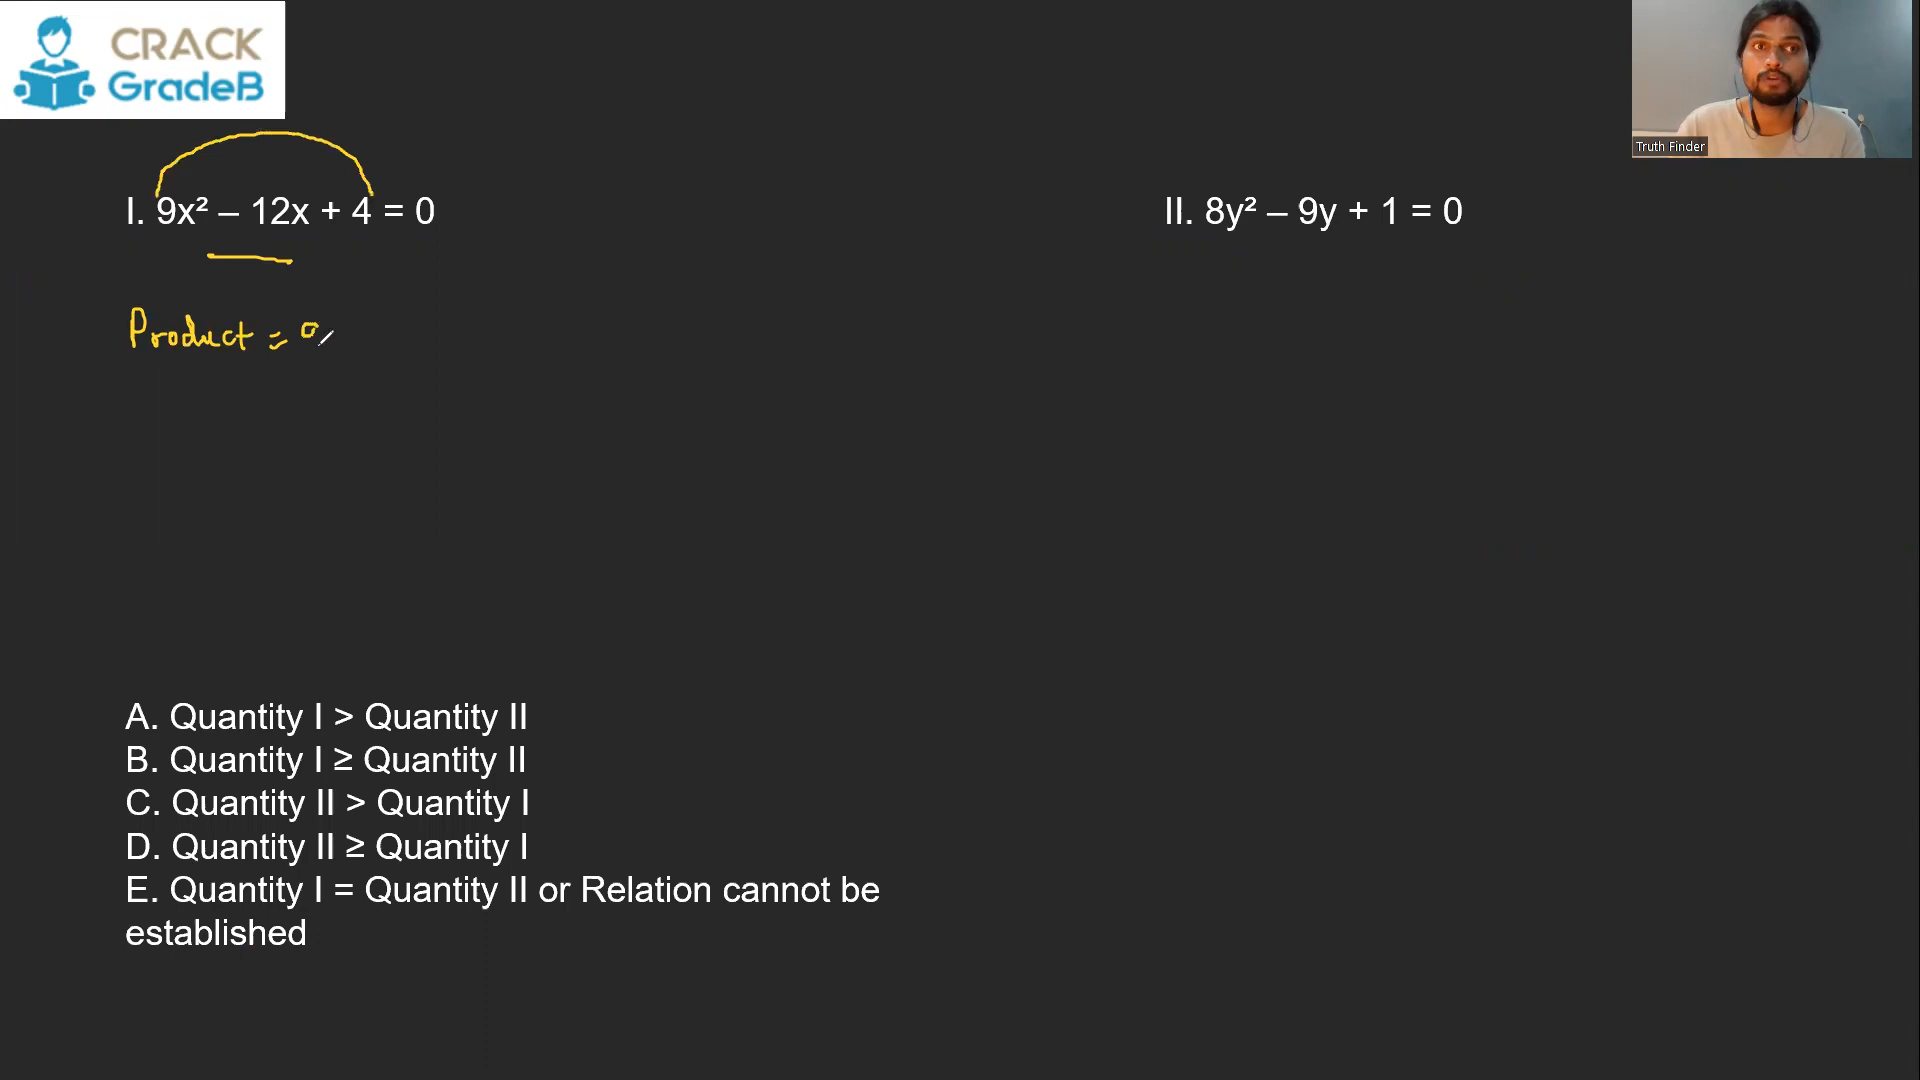 CRACK
GradeB
Truth Finder
I. 9x² – 12x + 4 = 0
II. 8y² – 9y + 1 = 0
Product =
A. Quantity I > Quantity II
B. Quantity I ≥ Quantity II
C. Quantity II > Quantity I
D. Quantity II ≥ Quantity I
E. Quantity I = Quantity II or Relation cannot be
established